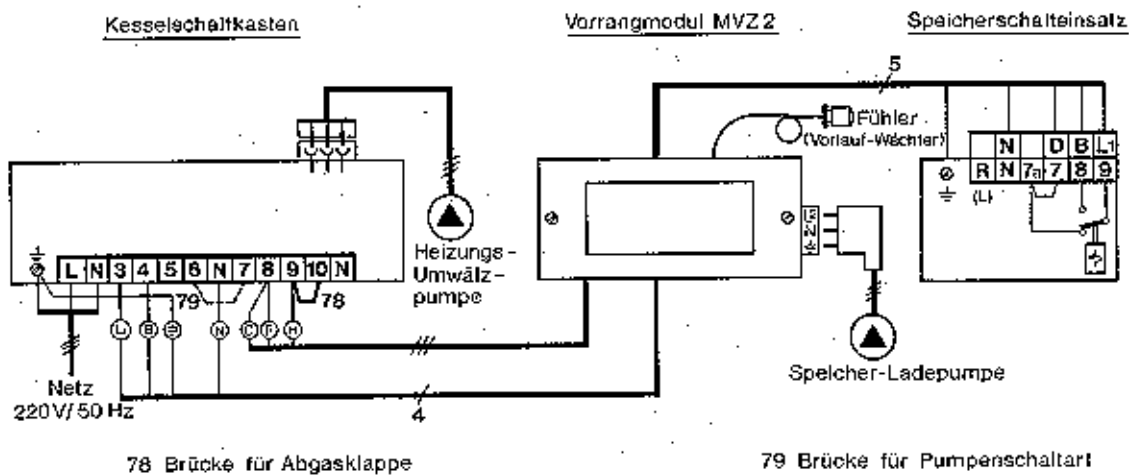 Kesselschaltkasten
Vorrangmodul MVZ 2
Speicherschalteinsatz
5
Fühler
(Vorlauf-Wächter)
N D B L1
R N 7a 7 8 9
(L)
Heizungs-
Umwälz-
pumpe
L N 3 4 5 6 N 7 8 9 10 N
79
78
L B N F H
Netz
220V/50 Hz
4
Speicher-Ladepumpe
78 Brücke für Abgasklappe
79 Brücke für Pumpenschaltart